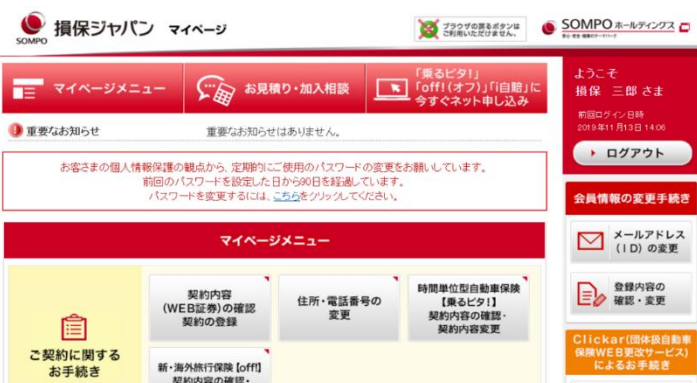 SOMPO
損保ジャパン マイページ
ブラウザの戻るボタンは
ご利用いただけません。
SOMPO ホールディングス
マイページメニュー
お見積り・加入相談
「乗るピタ!」
「off!(オフ)」「i自賠」に
今すぐネット申し込み
ようこそ
損保 三郎 さま
前回ログイン日時
2019年11月13日 14:06
ログアウト
重要なお知らせ
重要なお知らせはありません。
お客さまの個人情報保護の観点から、定期的にご使用のパスワードの変更をお願いしています。
前回のパスワードを設定した日から90日を経過しています。
パスワードを変更するには、こちらをクリックしてください。
マイページメニュー
ご契約に関する
お手続き
契約内容
(WEB証券)の確認
契約の登録
住所・電話番号の
変更
時間単位型自動車保険
【乗るピタ!】
契約内容の確認・
契約内容変更
新・海外旅行保険【off!】
契約内容の確認・
会員情報の変更手続き
メールアドレス
(ID)の変更
登録内容の
確認・変更
Clickar(団体扱自動車
保険WEB更改サービス)
によるお手続き